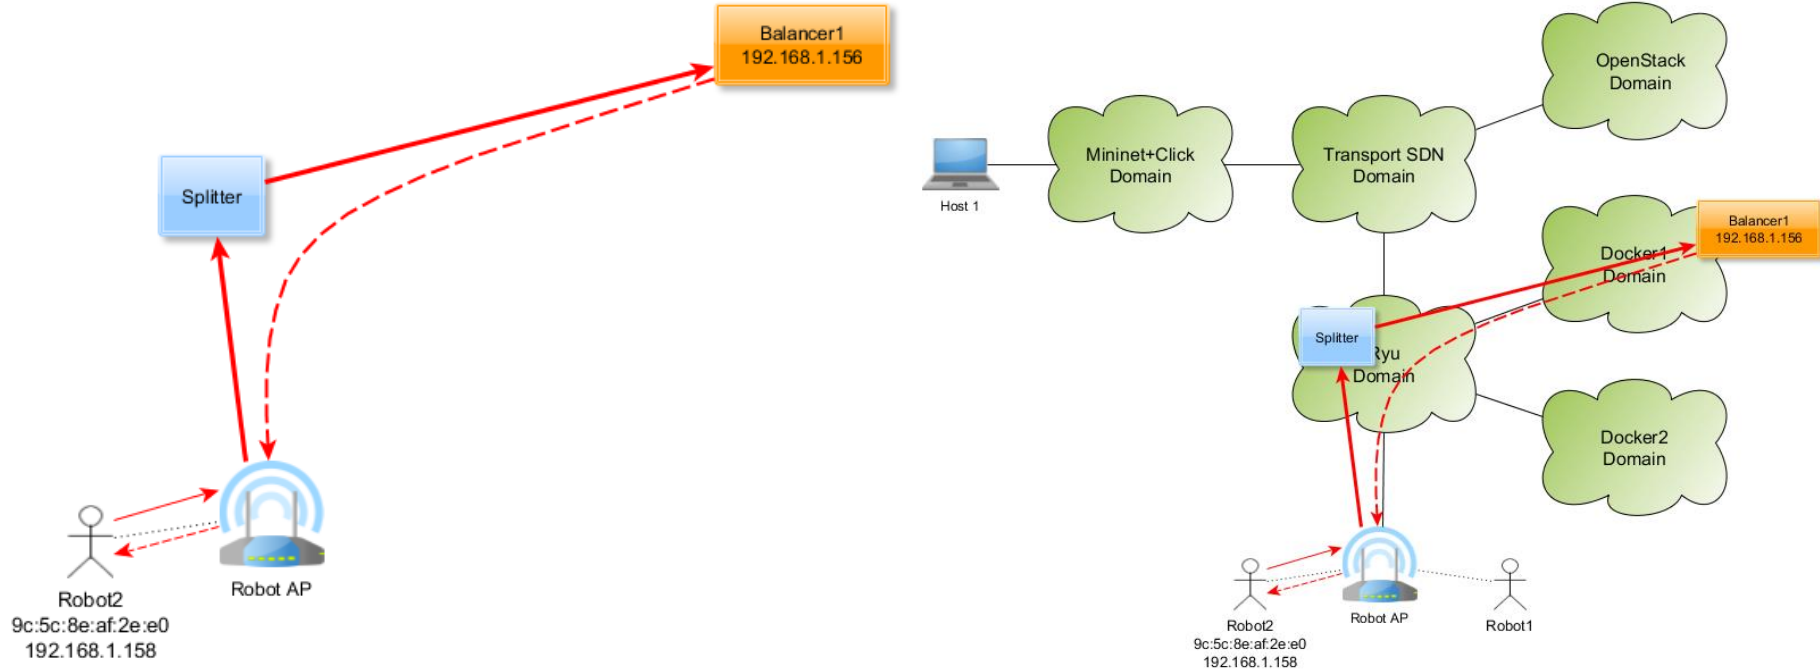 Balancer1
192.168.1.156
Splitter
Robot AP
Robot2
9c:5c:8e:af:2e:e0
192.168.1.158
OpenStack
Domain
Mininet+Click
Domain
Transport SDN
Domain
Host 1
Balancer1
192.168.1.156
Docker1
Domain
Splitter
Ryu
Domain
Docker2
Domain
Robot AP
Robot2
9c:5c:8e:af:2e:e0
192.168.1.158
Robot1